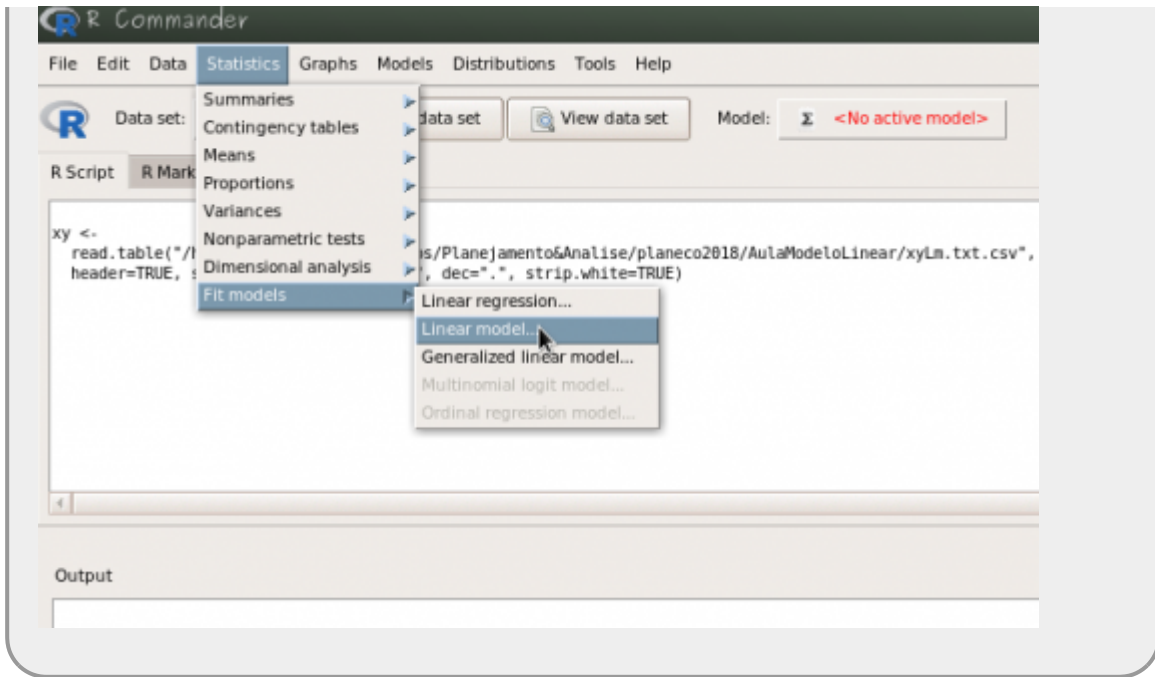 R Commander
File Edit Data Statistics Graphs Models Distributions Tools Help
Data set: data set View data set Model: Σ <No active model>
R Script R Mark
Summaries
Contingency tables
Means
Proportions
Variances
Nonparametric tests
Dimensional analysis
Fit models
Linear regression...
Linear model...
Generalized linear model...
Multinomial logit model...
Ordinal regression model...
xy <-
read.table("/ s/Planejamento&Analise/planeco2018/AulaModeloLinear/xyLm.txt.csv",
header=TRUE, ", dec=".", strip.white=TRUE)
Output